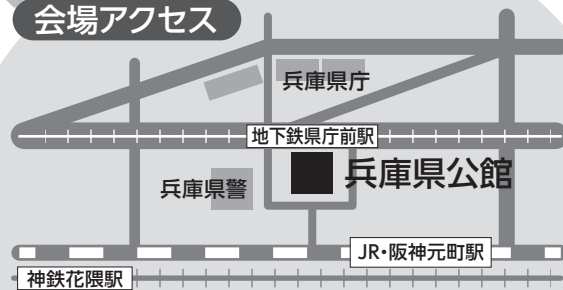 会場アクセス
兵庫県庁
地下鉄県庁前駅
兵庫県公館
兵庫県警
JR・阪神元町駅
神鉄花隈駅